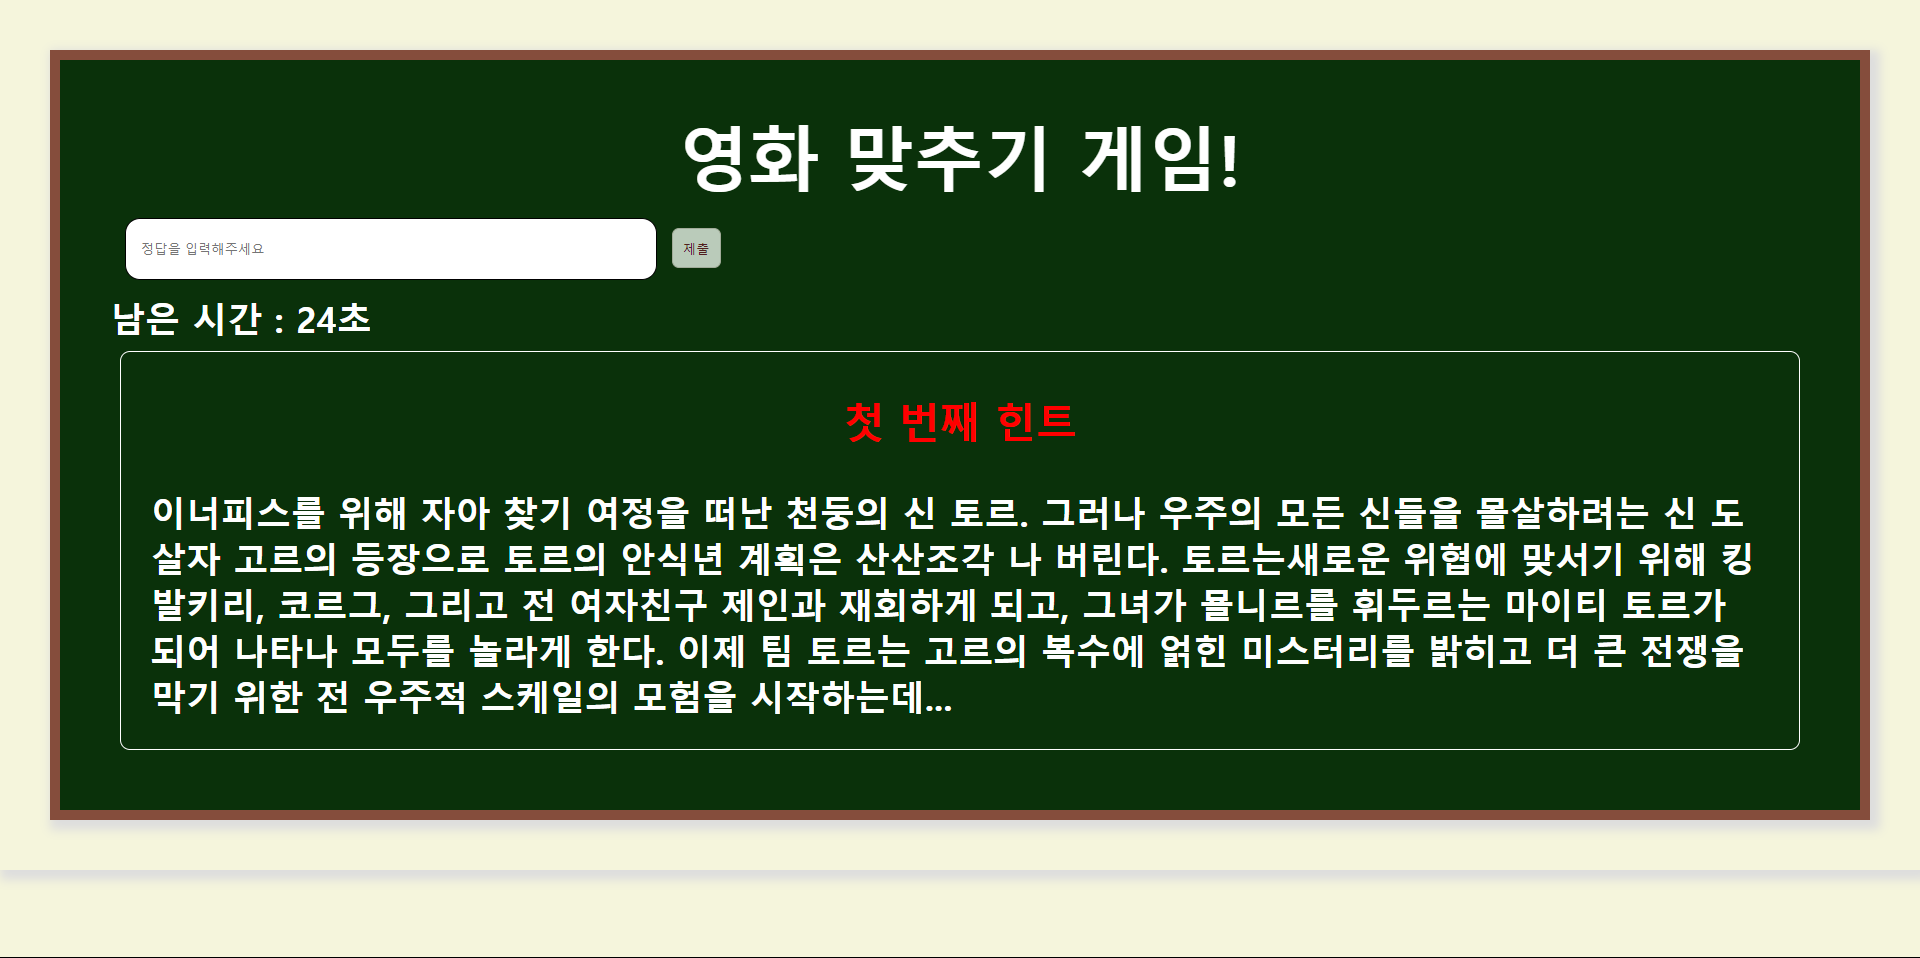 영화 맞추기 게임!
정답을 입력해주세요
제출
남은 시간 : 24초
첫 번째 힌트
이너피스를 위해 자아 찾기 여정을 떠난 천둥의 신 토르. 그러나 우주의 모든 신들을 몰살하려는 신 도
살자 고르의 등장으로 토르의 안식년 계획은 산산조각 나 버린다. 토르는새로운 위협에 맞서기 위해 킹
발키리, 코르그, 그리고 전 여자친구 제인과 재회하게 되고, 그녀가 묠니르를 휘두르는 마이티 토르가
되어 나타나 모두를 놀라게 한다. 이제 팀 토르는 고르의 복수에 얽힌 미스터리를 밝히고 더 큰 전쟁을
막기 위한 전 우주적 스케일의 모험을 시작하는데...